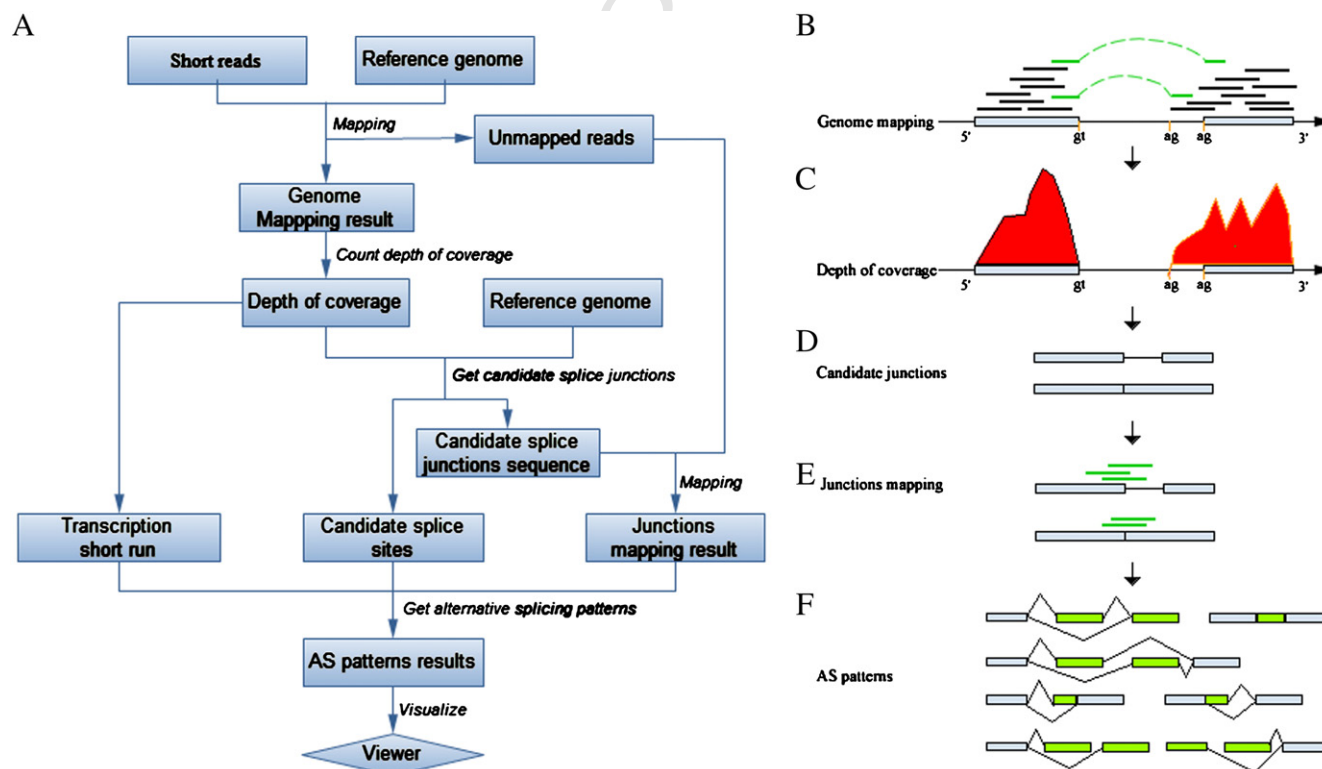 A
Short reads
Reference genome
Mapping
Unmapped reads
Genome
Mappping result
Count depth of coverage
Depth of coverage
Reference genome
Get candidate splice junctions
Candidate splice
junctions sequence
Mapping
Transcription
short run
Candidate splice
sites
Junctions
mapping result
Get alternative splicing patterns
AS patterns results
Visualize
Viewer
B
Genome mapping
5'
gt
ag
ag
3'
C
Depth of coverage
5'
gt
ag
ag
3'
D
Candidate junctions
E
Junctions mapping
F
AS patterns